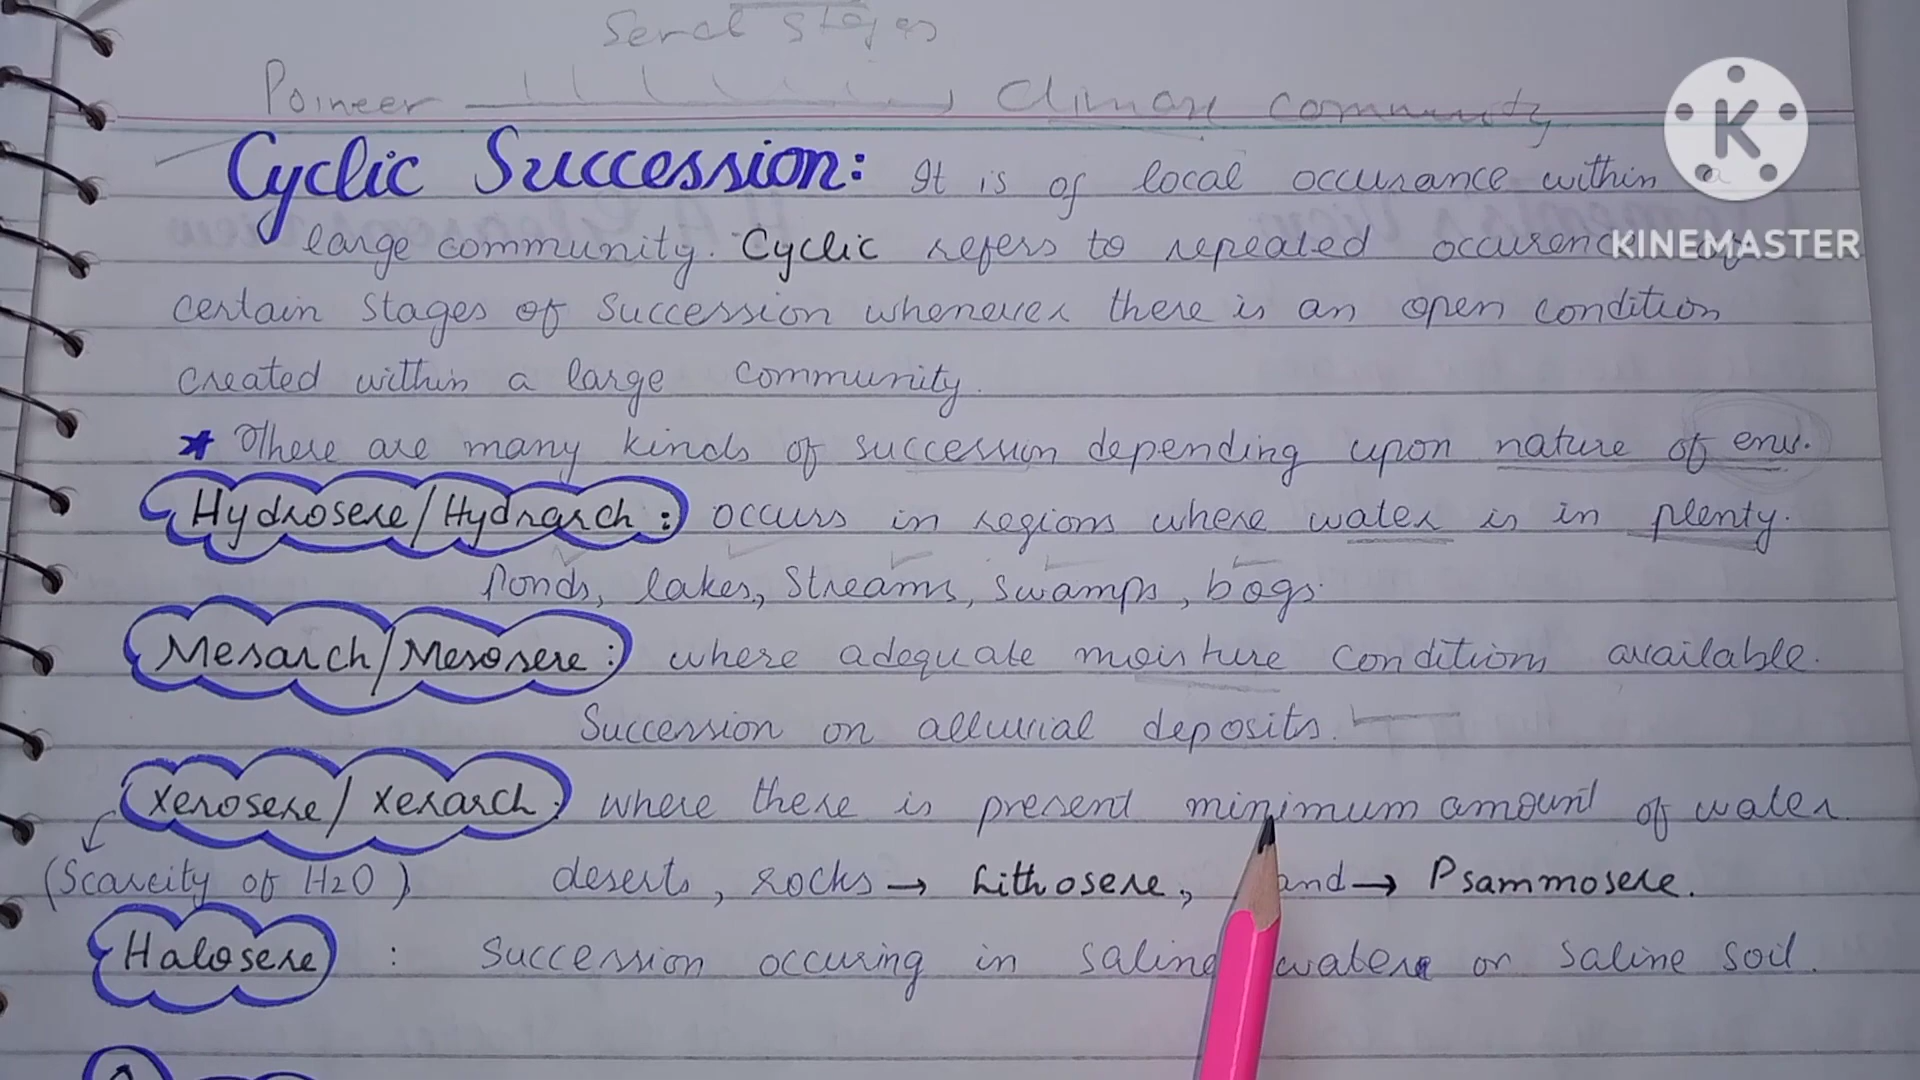 Seral stages
Poineer Climax community
Cyclic Succession: It is of local occurance within a
large community. Cyclic refers to repeated occurence of
certain stages of succession whenever there is an open condition
created within a large community.
There are many kinds of succession depending upon nature of env.
Hydrosere/Hydrarch: occurs in regions where water is in plenty.
Ponds, lakes, streams, swamps, bogs.
Mesarch/Mesosere: where adequate moisture conditions available.
Succession on alluvial deposits.
Xerosere/Xerarch: where there is present minimum amount of water.
(Scarcity of H2O) deserts, rocks → Lithosere, and → Psammosere.
Halosere : Succession occuring in saline water or saline soil.
K
KINEMASTER